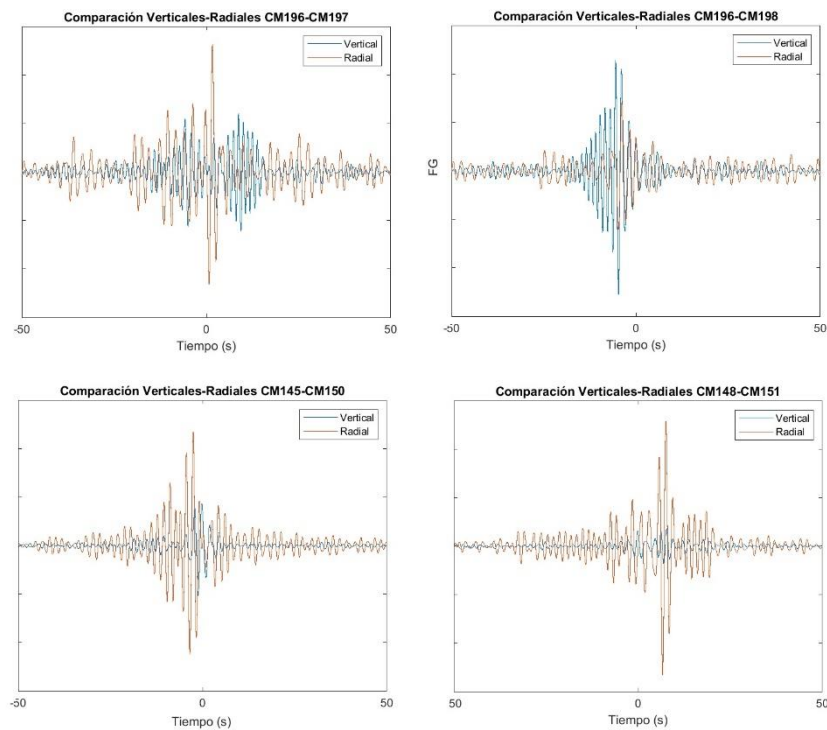 Comparación Verticales-Radiales CM196-CM197
Vertical
Radial
-50
0
50
Tiempo (s)
Comparación Verticales-Radiales CM196-CM198
Vertical
Radial
FG
-50
0
50
Tiempo (s)
Comparación Verticales-Radiales CM145-CM150
Vertical
Radial
-50
0
50
Tiempo (s)
Comparación Verticales-Radiales CM148-CM151
Vertical
Radial
50
0
50
Tiempo (s)